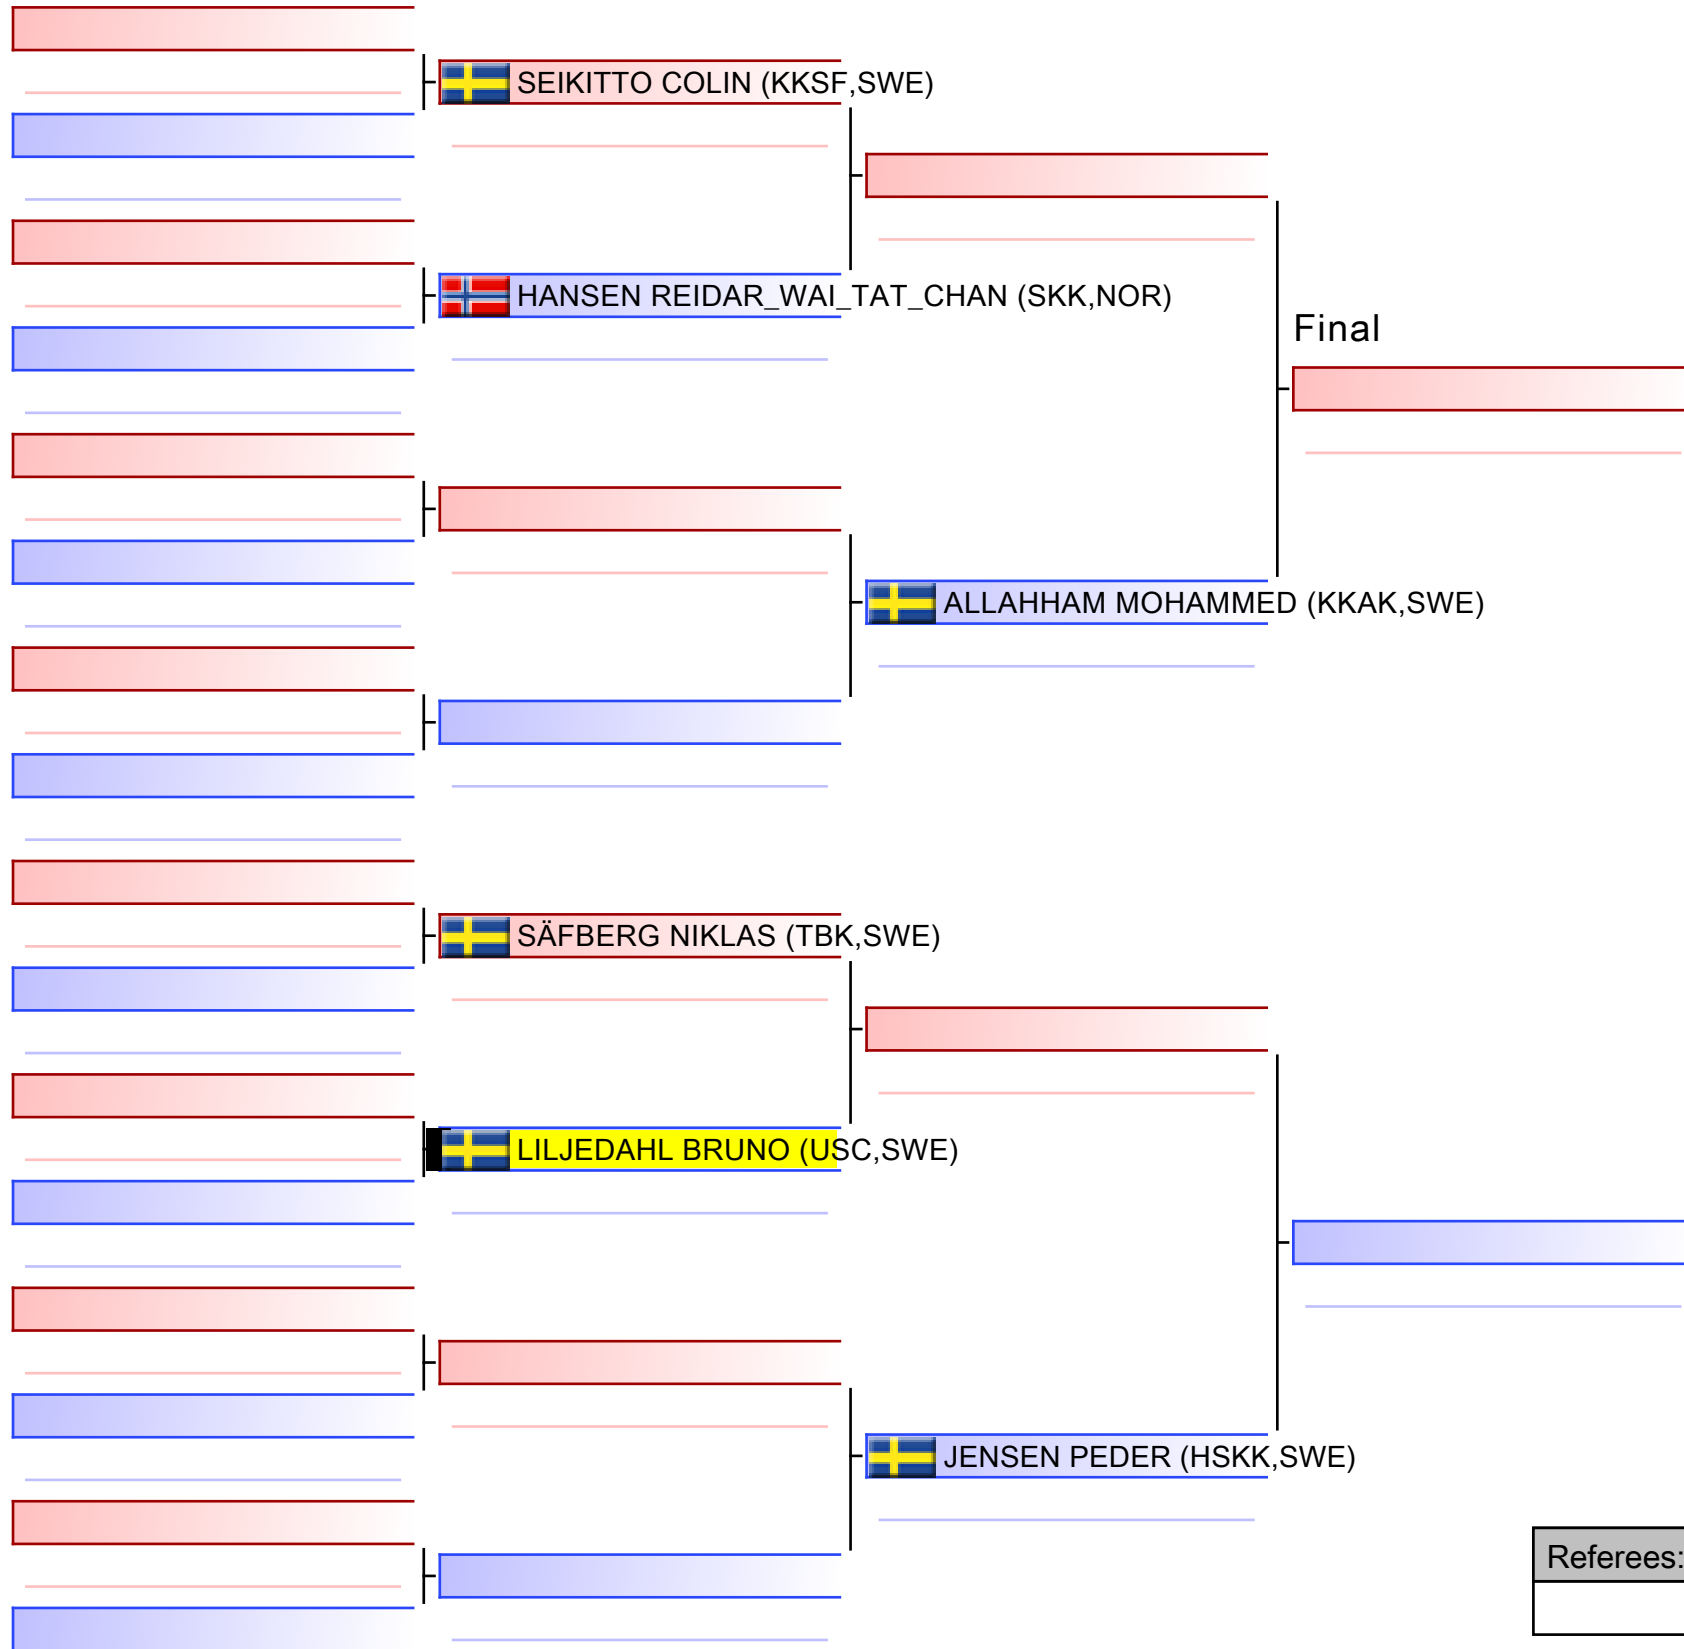 SEIKITTO COLIN (KKSF,SWE)
HANSEN REIDAR_WAI_TAT_CHAN (SKK,NOR)
Final
ALLAHHAM MOHAMMED (KKAK,SWE)
SÄFBERG NIKLAS (TBK,SWE)
LILJEDAHL BRUNO (USC,SWE)
JENSEN PEDER (HSKK,SWE)
Referees: